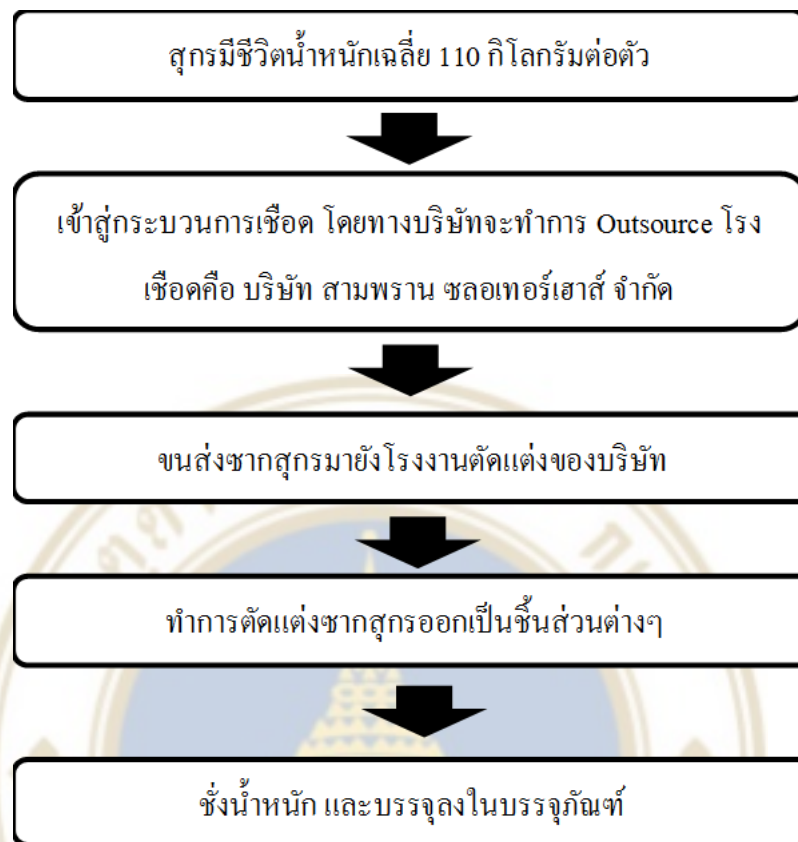 สุกรมีชีวิตน้ำหนักเฉลี่ย 110 กิโลกรัมต่อตัว
เข้าสู่กระบวนการเชือด โดยทางบริษัทจะทำการ Outsource โรง
เชือดคือ บริษัท สามพราน ซลอเทอร์เฮาส์ จำกัด
ขนส่งซากสุกรมายังโรงงานตัดแต่งของบริษัท
ทำการตัดแต่งซากสุกรออกเป็นชิ้นส่วนต่างๆ
ชั่งน้ำหนัก และบรรจุลงในบรรจุภัณฑ์